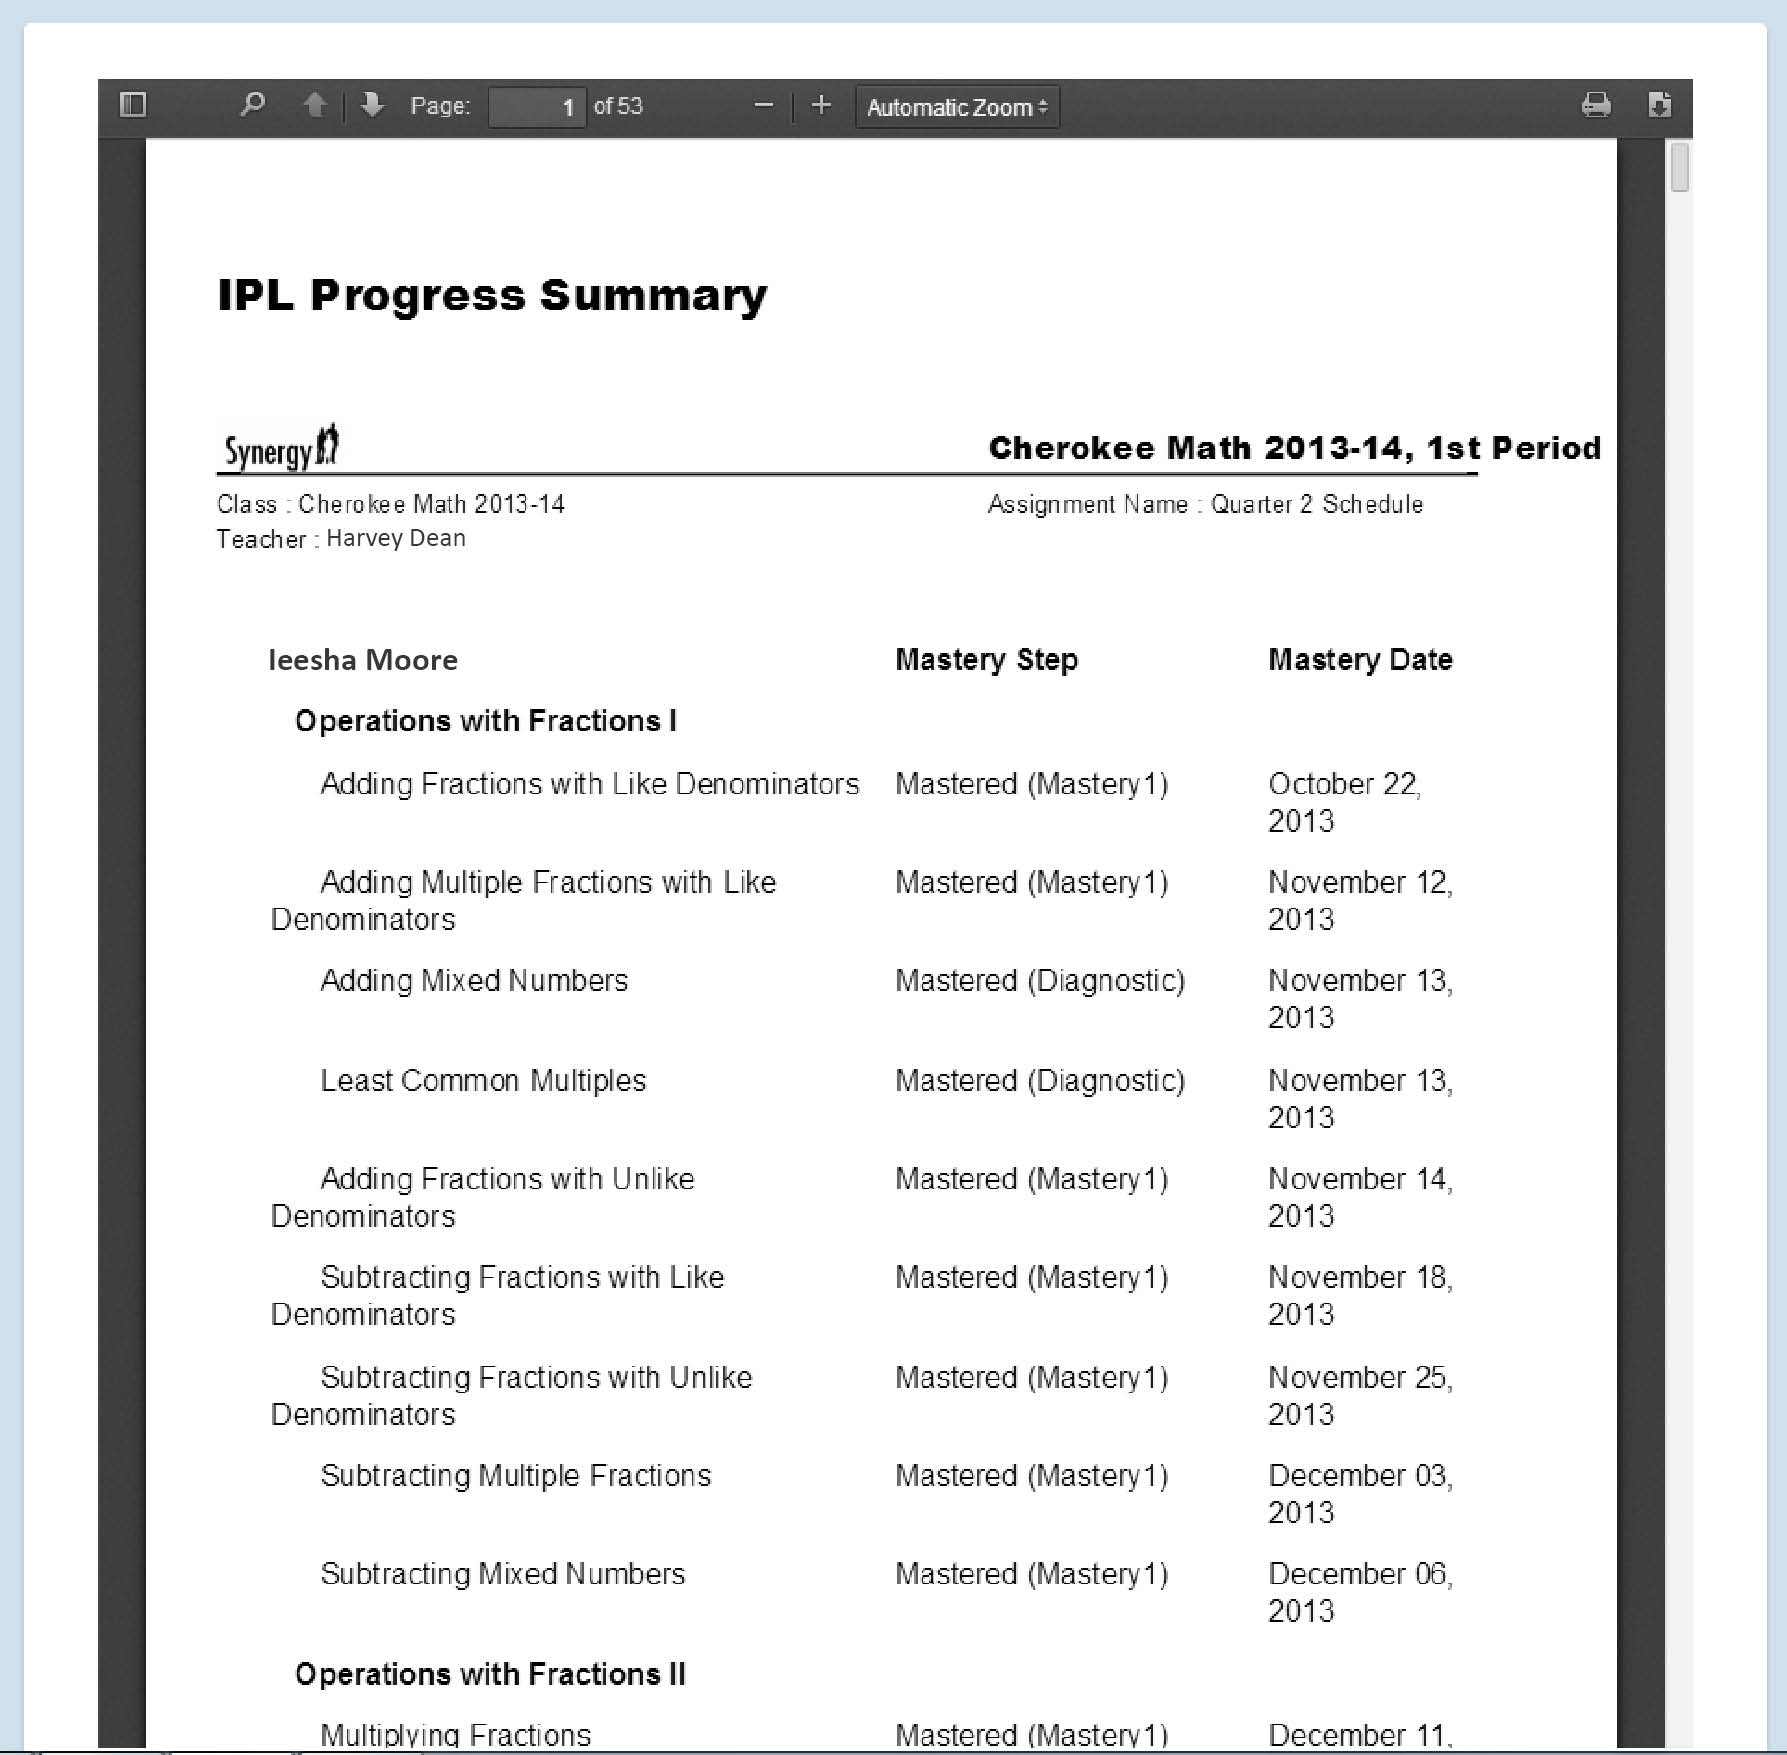 Page: 1 of 53 Automatic Zoom
IPL Progress Summary
Synergy Cherokee Math 2013-14, 1st Period
Class : Cherokee Math 2013-14 Assignment Name : Quarter 2 Schedule
Teacher : Harvey Dean
Ieesha Moore Mastery Step Mastery Date
Operations with Fractions I
Adding Fractions with Like Denominators Mastered (Mastery1) October 22,
2013
Adding Multiple Fractions with Like Mastered (Mastery1) November 12,
Denominators 2013
Adding Mixed Numbers Mastered (Diagnostic) November 13,
2013
Least Common Multiples Mastered (Diagnostic) November 13,
2013
Adding Fractions with Unlike Mastered (Mastery1) November 14,
Denominators 2013
Subtracting Fractions with Like Mastered (Mastery1) November 18,
Denominators 2013
Subtracting Fractions with Unlike Mastered (Mastery1) November 25,
Denominators 2013
Subtracting Multiple Fractions Mastered (Mastery1) December 03,
2013
Subtracting Mixed Numbers Mastered (Mastery1) December 06,
2013
Operations with Fractions II
Multiplying Fractions Mastered (Mastery1) December 11,